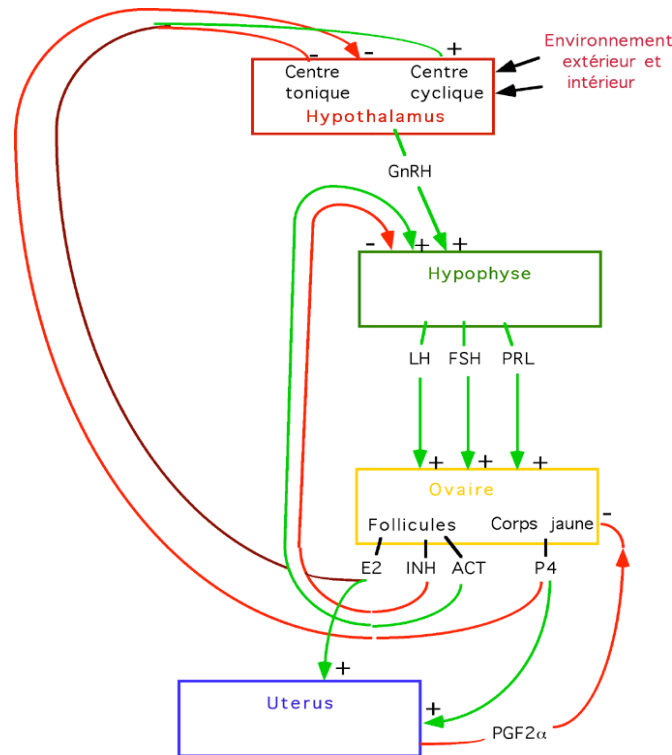 - - +
Environnement
extérieur et
intérieur
Centre
tonique
Centre
cyclique
Hypothalamus
GnRH
- + +
Hypophyse
LH FSH PRL
+ + +
Ovaire
Follicules Corps jaune -
E2 INH ACT P4
+
+
Uterus
PGF2α